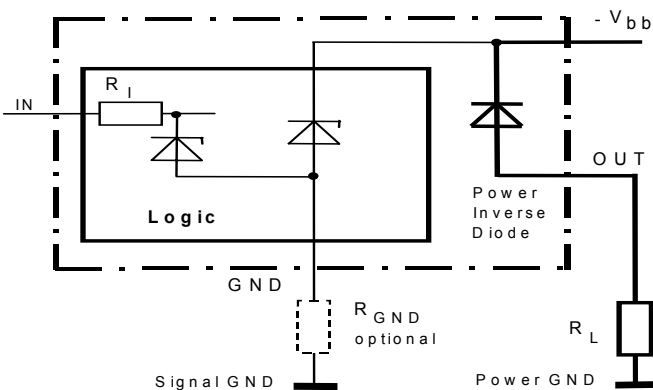 - V bb
R I
IN
OUT
Power
Inverse
Diode
Logic
GND
R GND
optional
R L
Signal GND
Power GND